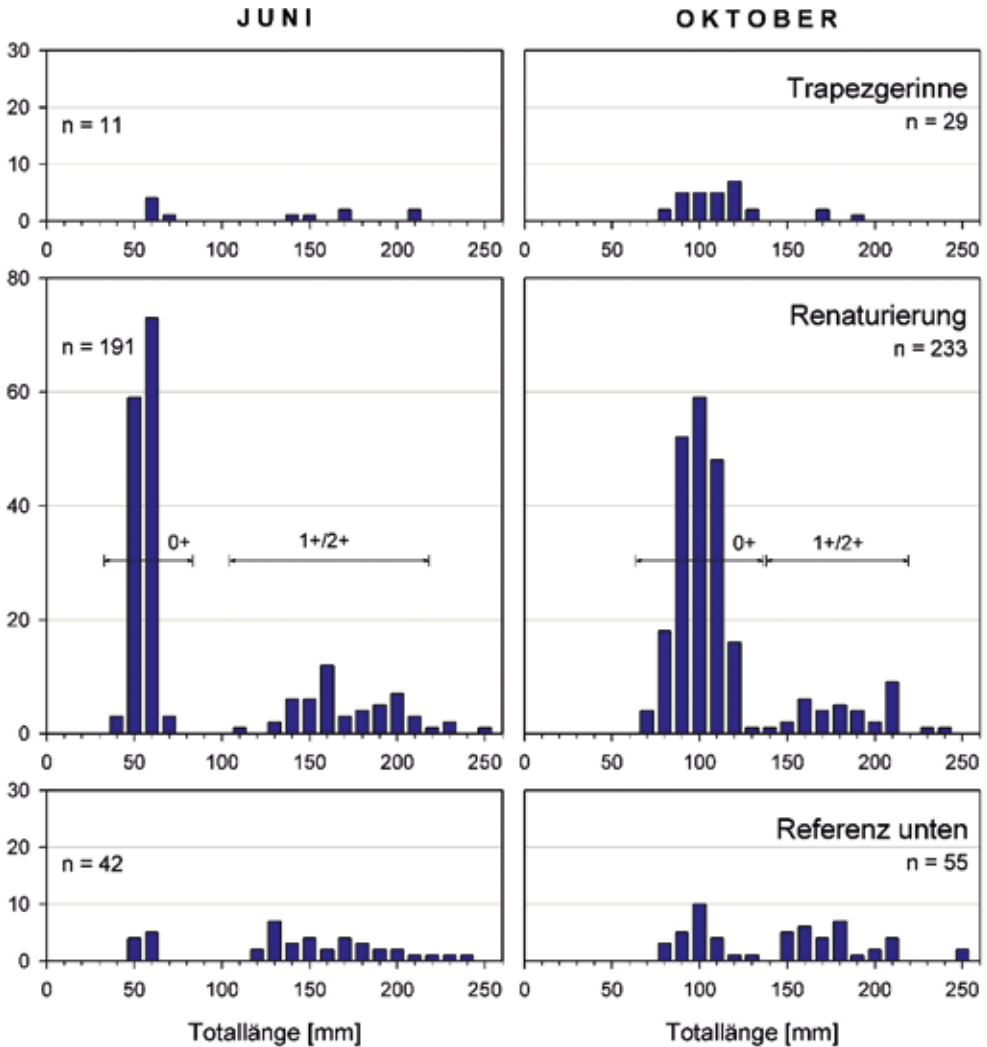 JUNI OKTOBER
30
20
10
0
n = 11
0 50 100 150 200 250
Trapezgerinne
n = 29
0 50 100 150 200 250
80
60
40
20
0
n = 191
0+ 1+/2+
0 50 100 150 200 250
Renaturierung
n = 233
0+ 1+/2+
0 50 100 150 200 250
30
20
10
0
n = 42
0 50 100 150 200 250
Totallänge [mm]
Referenz unten
n = 55
0 50 100 150 200 250
Totallänge [mm]